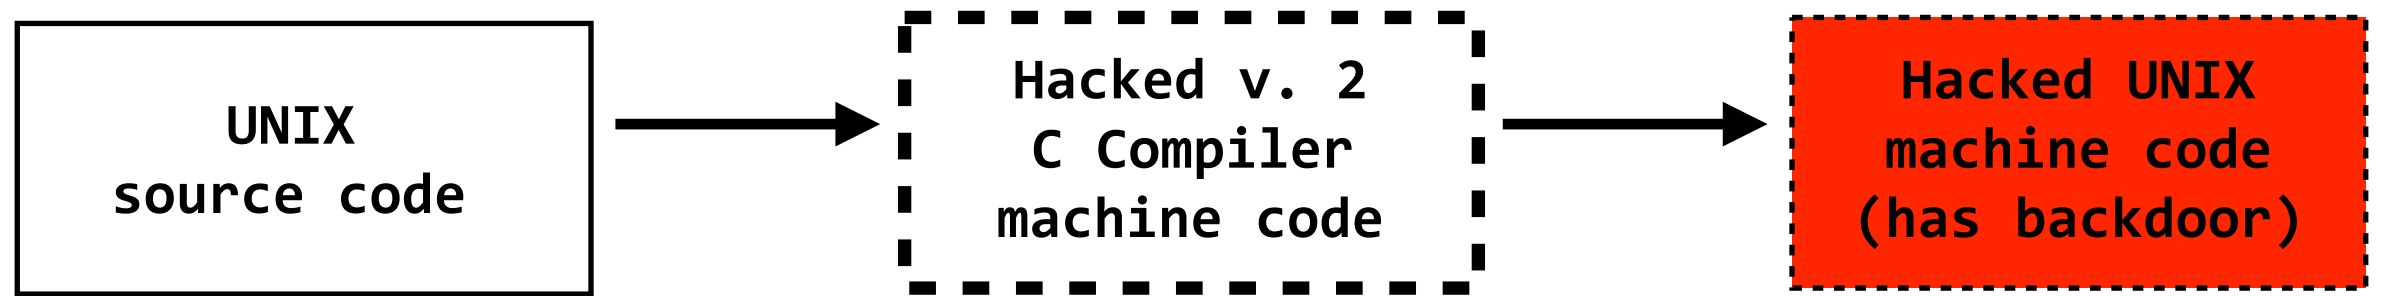 UNIX
source code
Hacked v. 2
C Compiler
machine code
Hacked UNIX
machine code
(has backdoor)